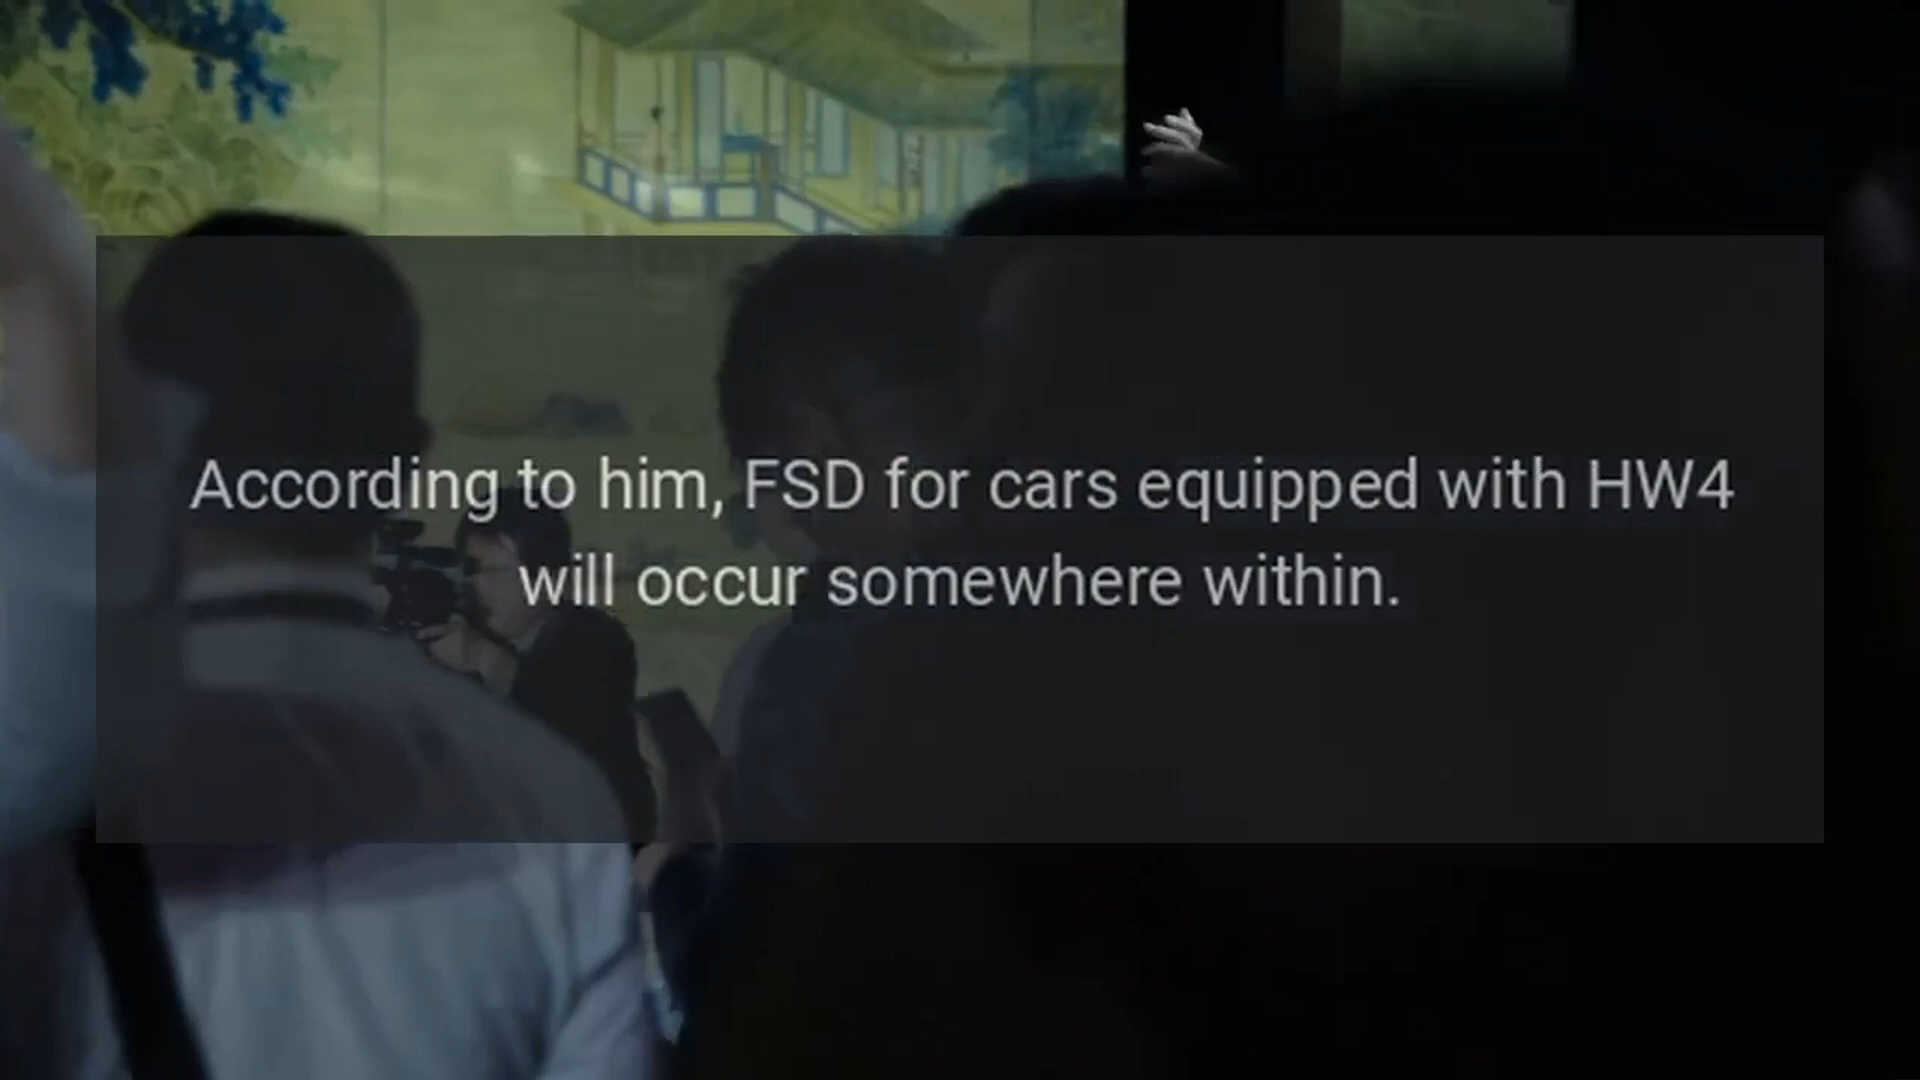 According to him, FSD for cars equipped with HW4
will occur somewhere within.